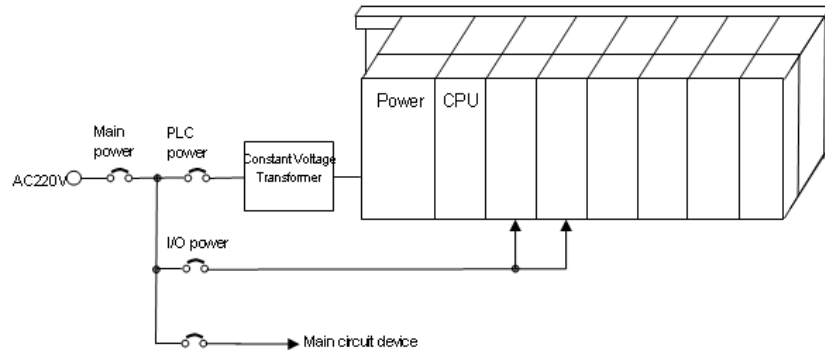 Power
CPU
Main
power
PLC
power
Constant Voltage
Transformer
AC220V
I/O power
Main circuit device